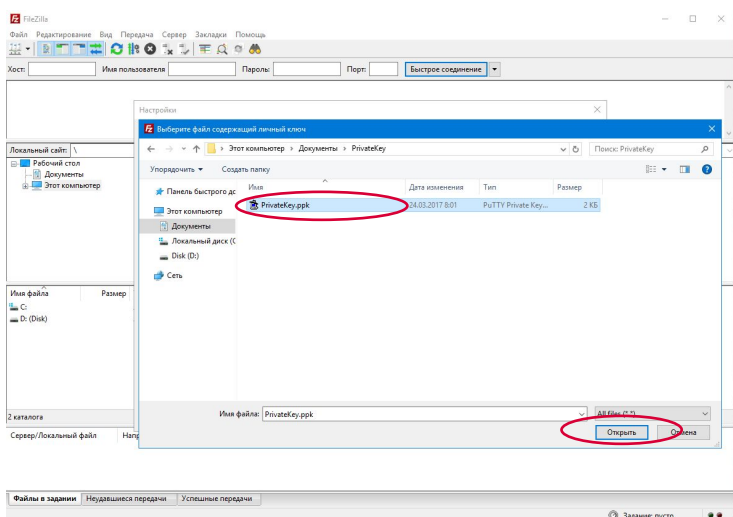 FileZilla
Файл Редактирование Вид Передача Сервер Закладки Помощь
Хост: Имя пользователя Пароль: Порт: Быстрое соединение
Настройки
Выберите файл содержащий личный ключ
Этот компьютер › Документы › PrivateKey Поиск: PrivateKey
Упорядочить Создать папку
Локальный сайт: \
Рабочий стол
Документы
Этот компьютер
Имя файла Размер
C:
D: (Disk)
2 каталога
Сервер/Локальный файл Напр
Панель быстрого дс
Этот компьютер
Документы
Локальный диск (C
Disk (D:)
Сеть
Имя Дата изменения Тип Размер
PrivateKey.ppk 24.03.2017 8:01 PuTTY Private Key... 2 КБ
Имя файла: PrivateKey.ppk All files (*.*)
Открыть Отмена
Файлы в задании Неудавшиеся передачи Успешные передачи
Задание: пусто